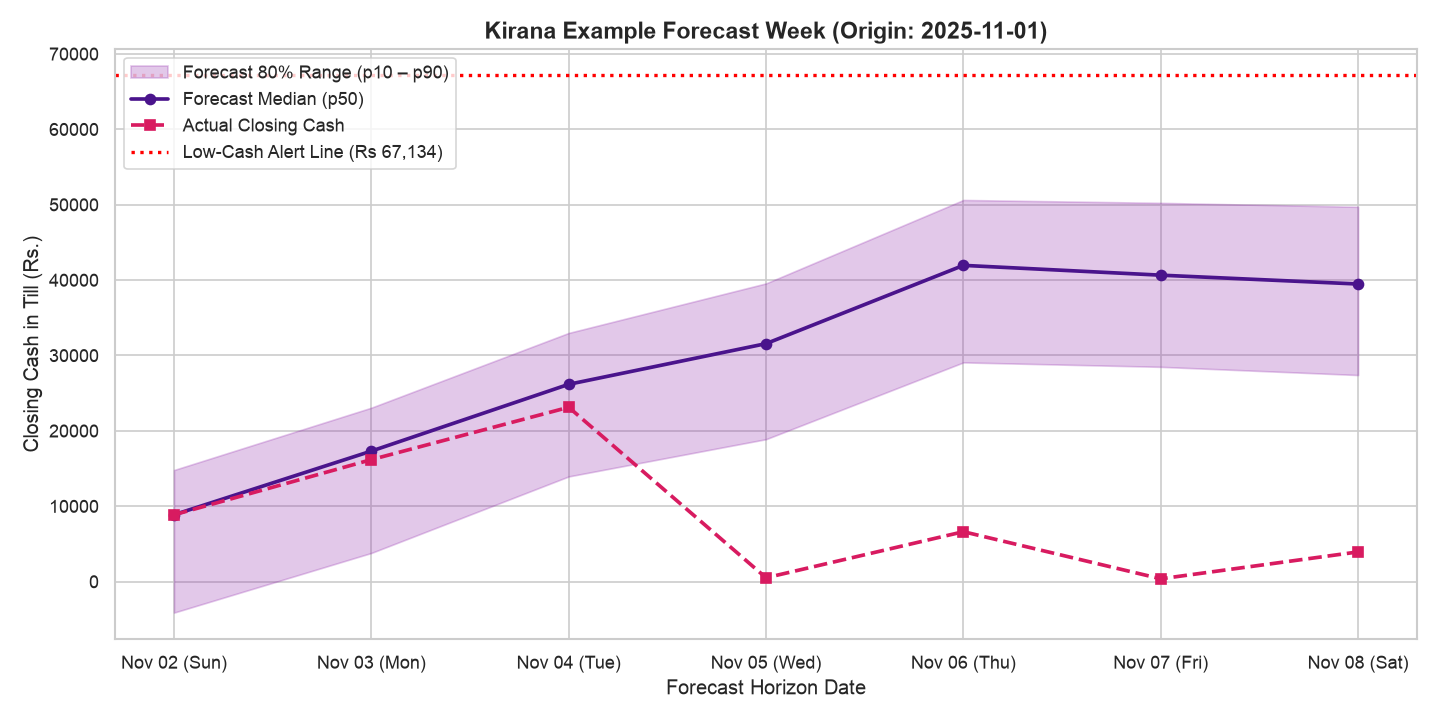 Kirana Example Forecast Week (Origin: 2025-11-01)
Forecast 80% Range (p10 – p90)
Forecast Median (p50)
Actual Closing Cash
Low-Cash Alert Line (Rs 67,134)
Closing Cash in Till (Rs.)
70000
60000
50000
40000
30000
20000
10000
0
Nov 02 (Sun)
Nov 03 (Mon)
Nov 04 (Tue)
Nov 05 (Wed)
Nov 06 (Thu)
Nov 07 (Fri)
Nov 08 (Sat)
Forecast Horizon Date